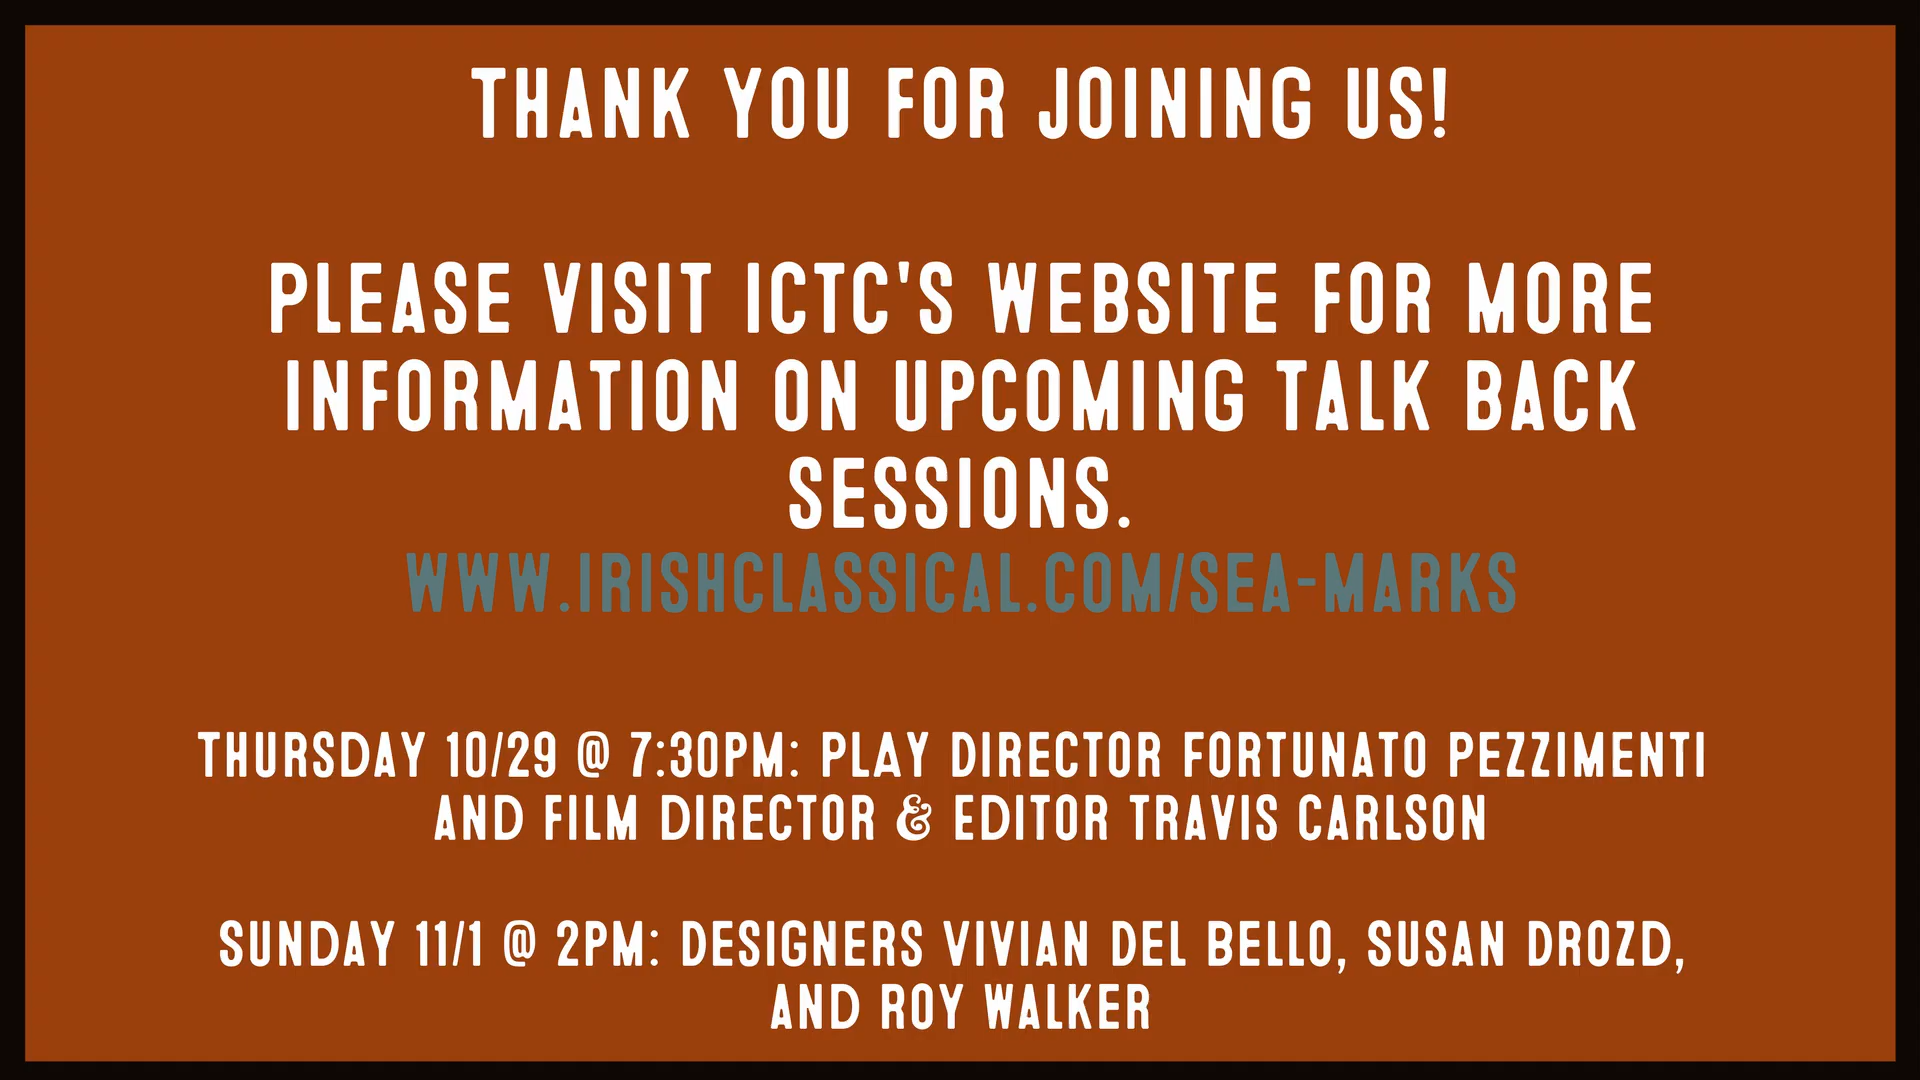 THANK YOU FOR JOINING US!
PLEASE VISIT ICTC'S WEBSITE FOR MORE
INFORMATION ON UPCOMING TALK BACK
SESSIONS.
WWW.IRISHCLASSICAL.COM/SEA-MARKS
THURSDAY 10/29 @ 7:30PM: PLAY DIRECTOR FORTUNATO PEZZIMENTI
AND FILM DIRECTOR & EDITOR TRAVIS CARLSON
SUNDAY 11/1 @ 2PM: DESIGNERS VIVIAN DEL BELLO, SUSAN DROZD,
AND ROY WALKER